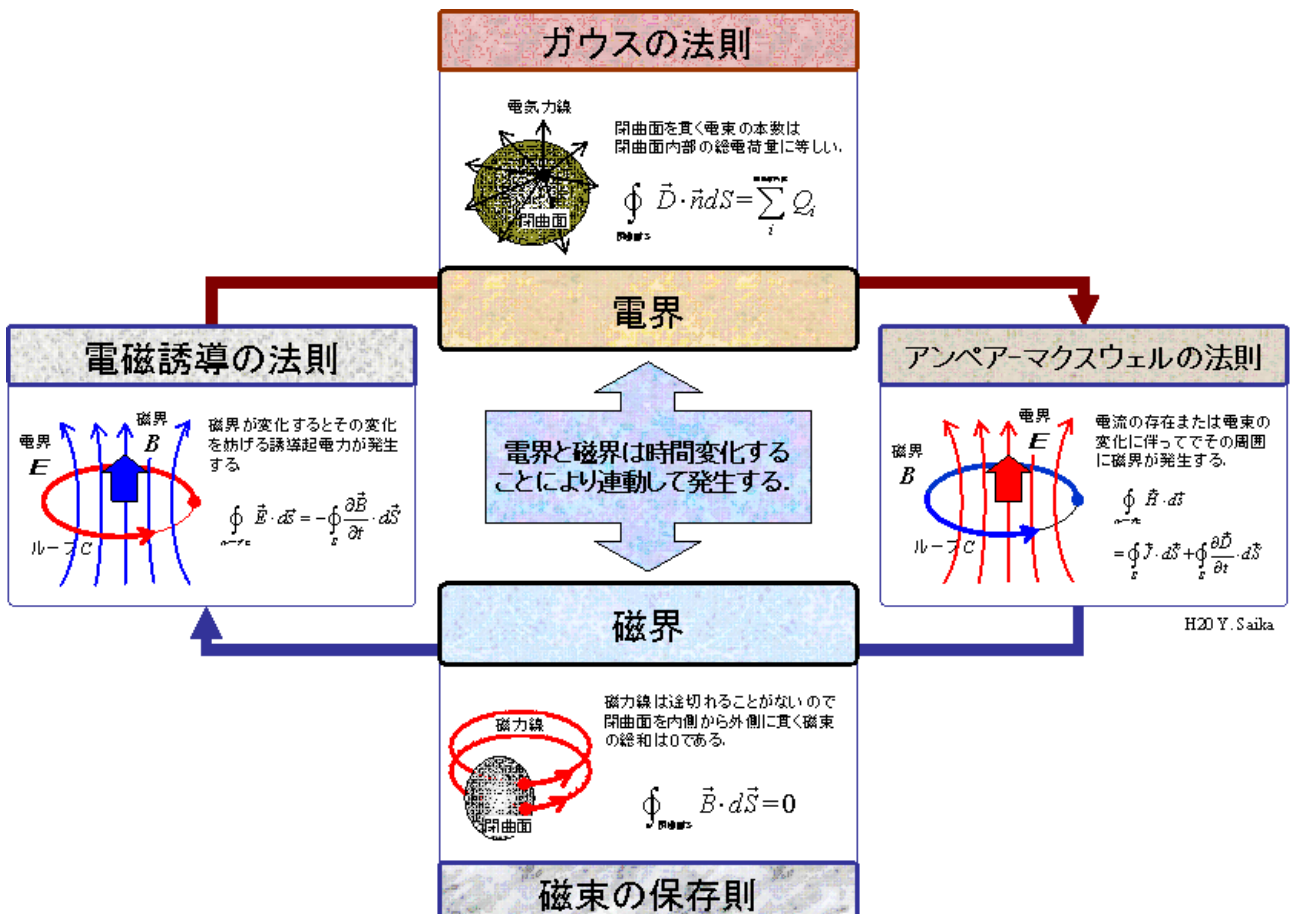 ガウスの法則
電気力線
閉曲面を貫く電束の本数は
閉曲面内部の総電荷量に等しい.
∮ D⃗・n⃗dS=∑ Qi
i
閉曲面
電界
電磁誘導の法則
磁界が変化するとその変化
を妨げる誘導起電力が発生
する.
磁界
B
電界
E
ループC
∮ E⃗・ds⃗=-∮S ∂B⃗/∂t・dS⃗
電界と磁界は時間変化する
ことにより連動して発生する.
アンペアーマクスウェルの法則
電流の存在または電束の
変化に伴ってでその周囲
に磁界が発生する.
電界
E
磁界
B
ループC
∮ H⃗・ds⃗
=∮S J⃗・dS⃗+∮S ∂D⃗/∂t・dS⃗
H20 Y. Saika
磁界
磁力線は途切れることがないので
閉曲面を内側から外側に貫く磁束
の総和は0である.
磁力線
閉曲面
∮ B⃗・dS⃗=0
磁束の保存則